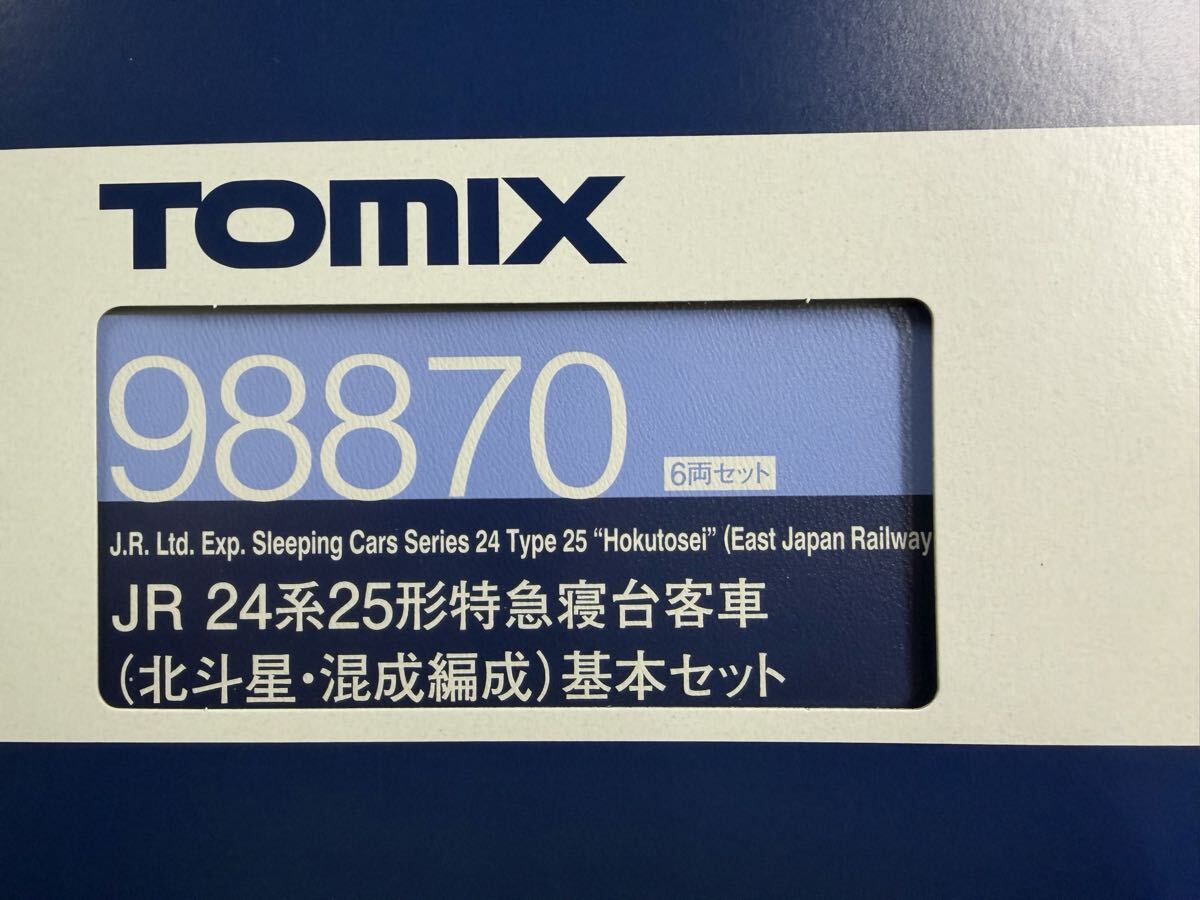 TOMIX
98870 6両セット
J.R. Ltd. Exp. Sleeping Cars Series 24 Type 25 “Hokutosei” (East Japan Railway
JR 24系25形特急寝台客車
(北斗星・混成編成)基本セット